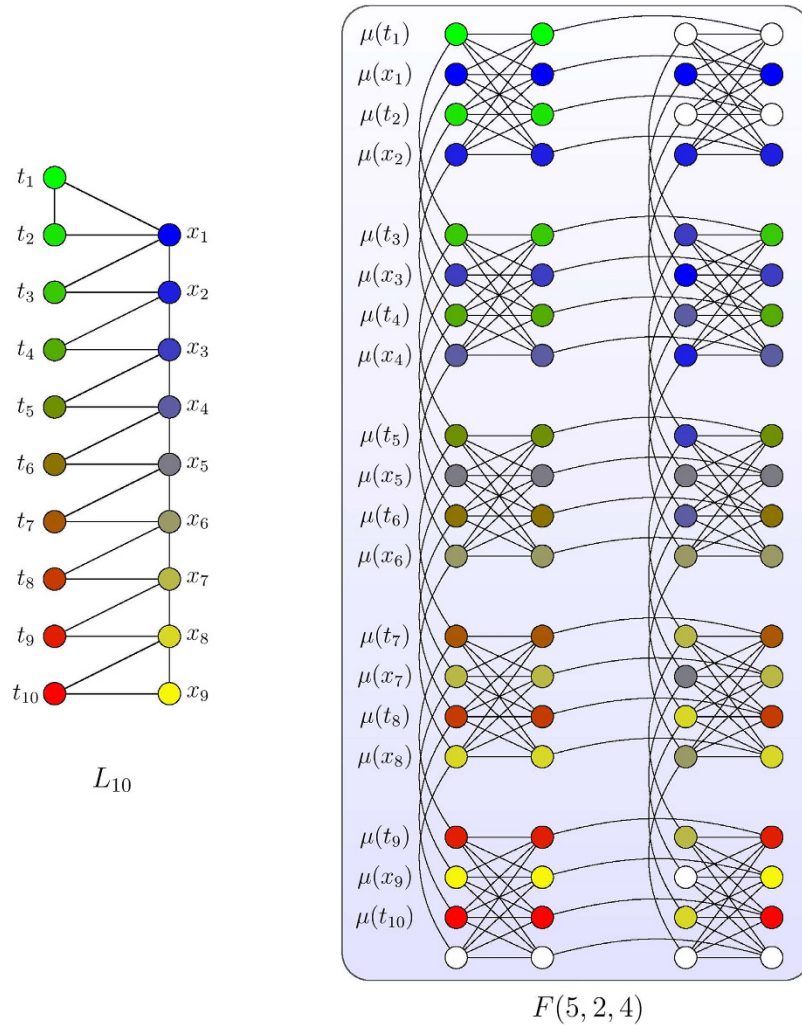 μ(t₁)
μ(x₁)
μ(t₂)
μ(x₂)
μ(t₃)
μ(x₃)
μ(t₄)
μ(x₄)
μ(t₅)
μ(x₅)
μ(t₆)
μ(x₆)
μ(t₇)
μ(x₇)
μ(t₈)
μ(x₈)
μ(t₉)
μ(x₉)
μ(t₁₀)
t₁
t₂ x₁
t₃ x₂
t₄ x₃
t₅ x₄
t₆ x₅
t₇ x₆
t₈ x₇
t₉ x₈
t₁₀ x₉
L₁₀
F(5, 2, 4)